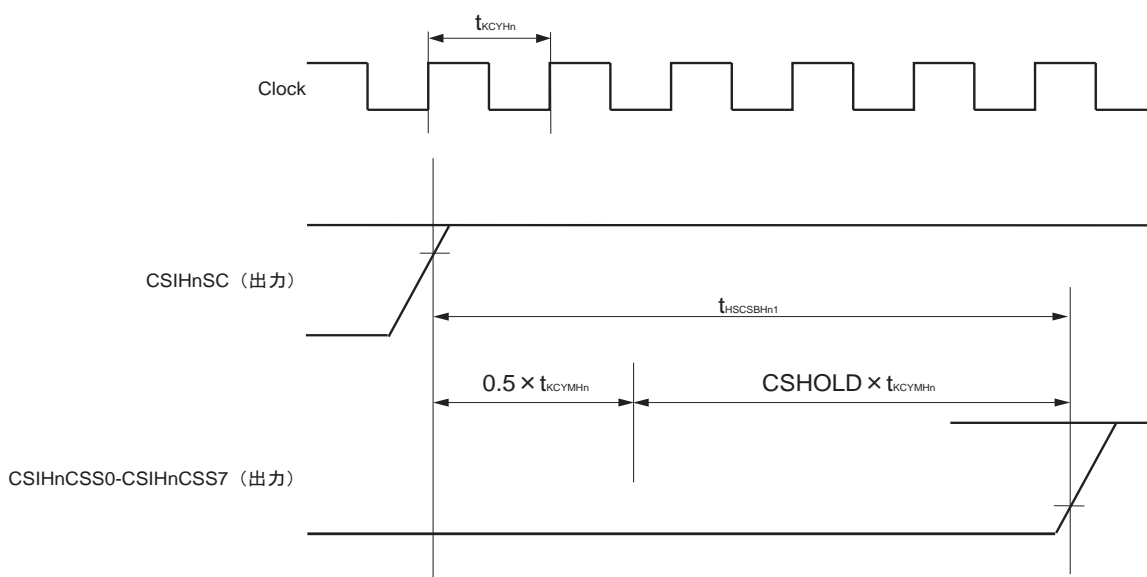 tKCYHn
Clock
CSIHnSC（出力）
tHSCSBHn1
0.5×tKCYMHn
CSHOLD×tKCYMHn
CSIHnCSS0-CSIHnCSS7（出力）